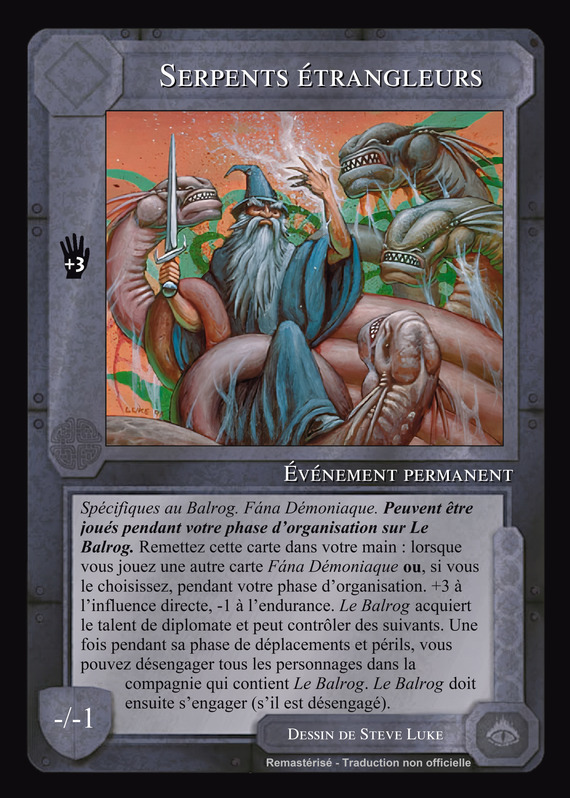 Serpents étrangleurs
+3
LUKE 97
Événement permanent
Spécifiques au Balrog. Fána Démoniaque. Peuvent être
joués pendant votre phase d'organisation sur Le
Balrog. Remettez cette carte dans votre main : lorsque
vous jouez une autre carte Fána Démoniaque ou, si vous
le choisissez, pendant votre phase d'organisation. +3 à
l'influence directe, -1 à l'endurance. Le Balrog acquiert
le talent de diplomate et peut contrôler des suivants. Une
fois pendant sa phase de déplacements et périls, vous
pouvez désengager tous les personnages dans la
compagnie qui contient Le Balrog. Le Balrog doit
ensuite s'engager (s'il est désengagé).
-/-1
Dessin de Steve Luke
Remastérisé - Traduction non officielle